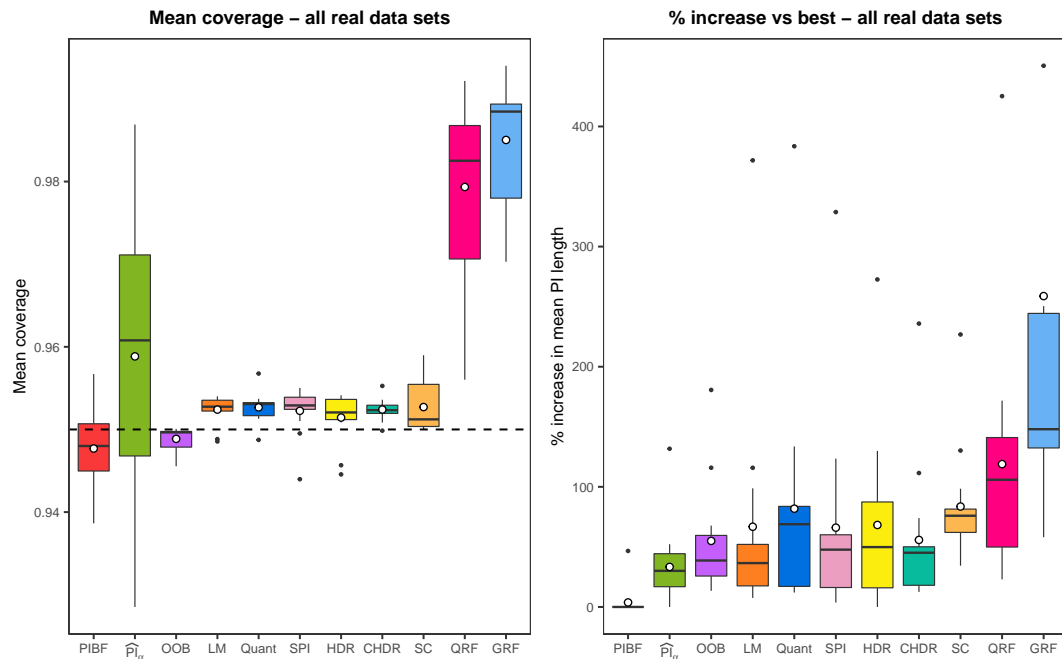 Mean coverage – all real data sets
Mean coverage
0.98
0.96
0.94
PIBF P̂Iα OOB LM Quant SPI HDR CHDR SC QRF GRF
% increase vs best – all real data sets
% increase in mean PI length
400
300
200
100
0
PIBF P̂Iα OOB LM Quant SPI HDR CHDR SC QRF GRF